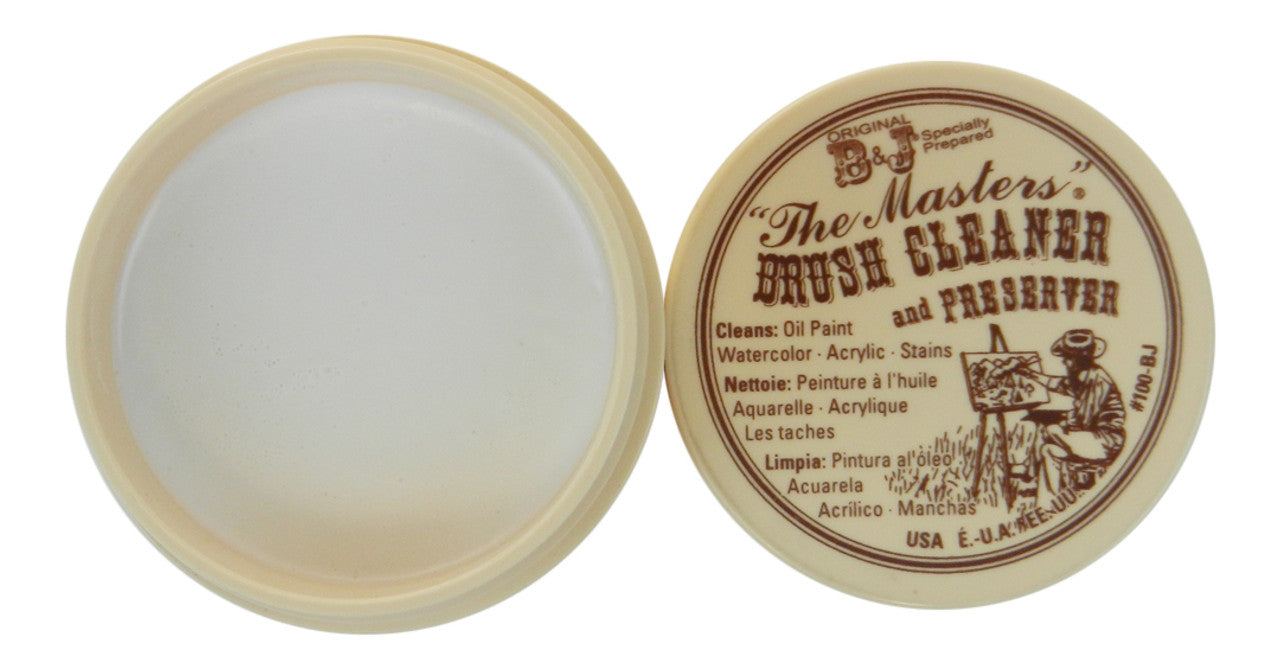 ORIGINAL
B&J® Specially
Prepared
"The Masters"®
BRUSH CLEANER
and PRESERVER
Cleans: Oil Paint
Watercolor · Acrylic · Stains
Nettoie: Peinture à l'huile
Aquarelle · Acrylique
Les taches
Limpia: Pintura al óleo
Acuarela
Acrílico · Manchas
#100-BJ
USA É.-U.A. EE.UU.